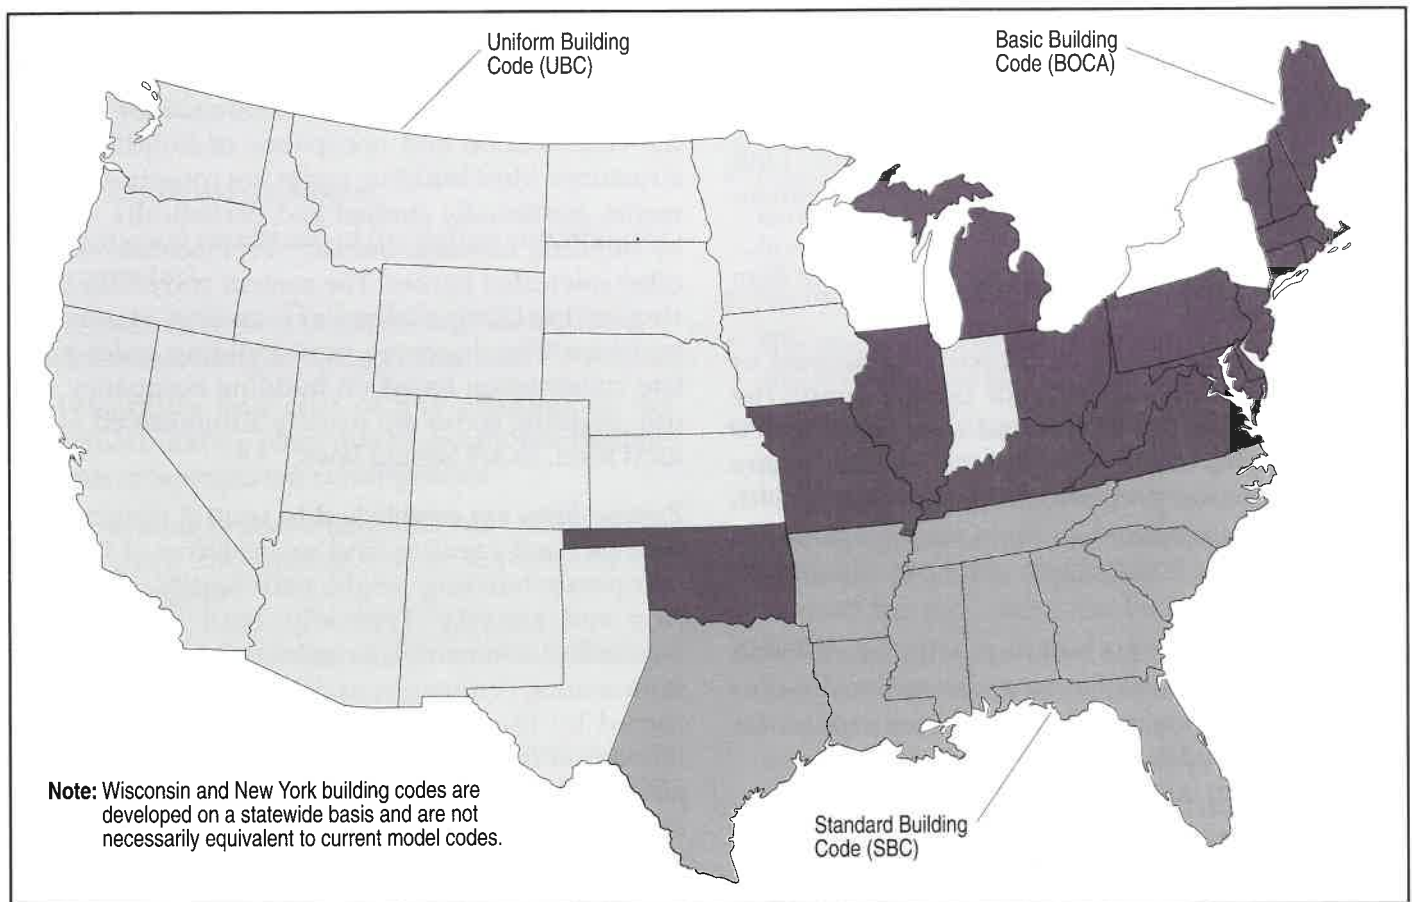 Uniform Building
Code (UBC)
Basic Building
Code (BOCA)
Note: Wisconsin and New York building codes are
developed on a statewide basis and are not
necessarily equivalent to current model codes.
Standard Building
Code (SBC)